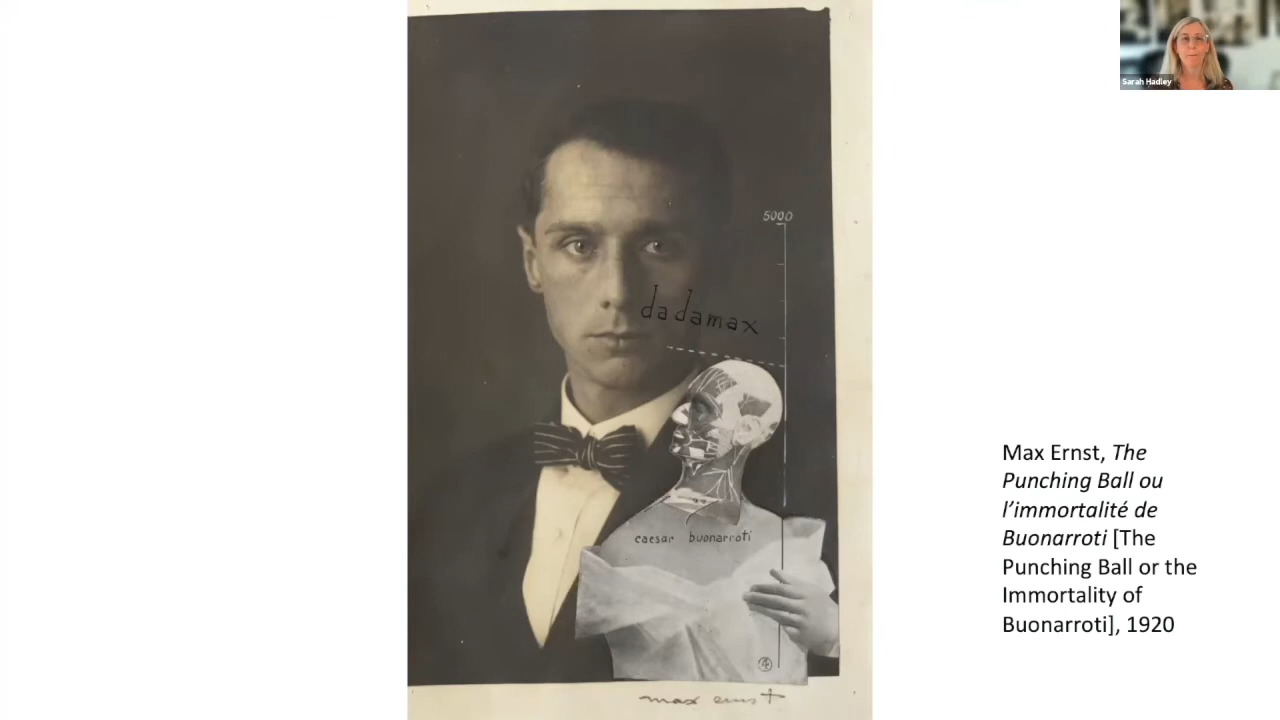 Sarah Hadley
5000
dadamax
caesar buonarroti
max ernst
Max Ernst, The
Punching Ball ou
l’immortalité de
Buonarroti [The
Punching Ball or the
Immortality of
Buonarroti], 1920